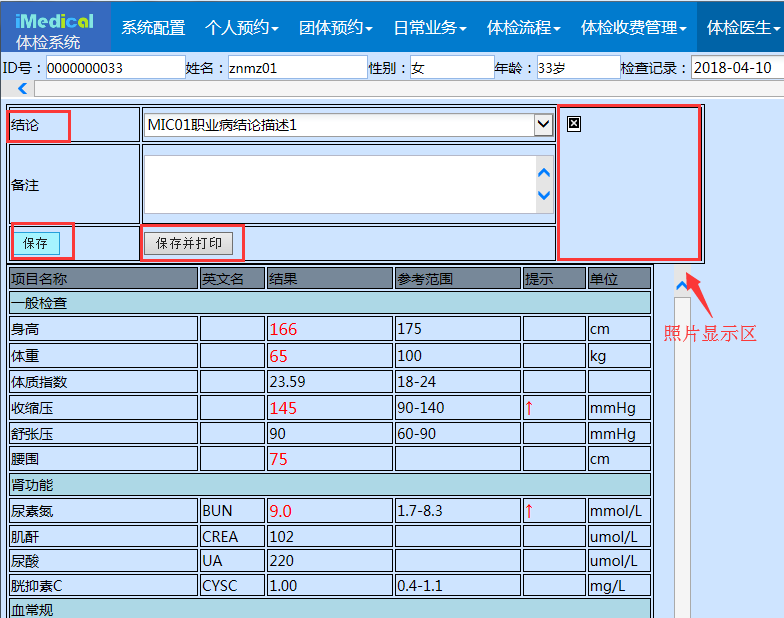 iMedical
体检系统
系统配置 个人预约 团体预约 日常业务 体检流程 体检收费管理 体检医生
ID号： 0000000033 姓名： znmz01 性别： 女 年龄： 33岁 检查记录： 2018-04-10
结论 MIC01职业病结论描述1
备注
保存 保存并打印
项目名称 英文名 结果 参考范围 提示 单位
一般检查
照片显示区
身高 166 175 cm
体重 65 100 kg
体质指数 23.59 18-24
收缩压 145 90-140 ↑ mmHg
舒张压 90 60-90 mmHg
腰围 75 cm
肾功能
尿素氮 BUN 9.0 1.7-8.3 ↑ mmol/L
肌酐 CREA 102 umol/L
尿酸 UA 220 umol/L
胱抑素C CYSC 1.00 0.4-1.1 mg/L
血常规